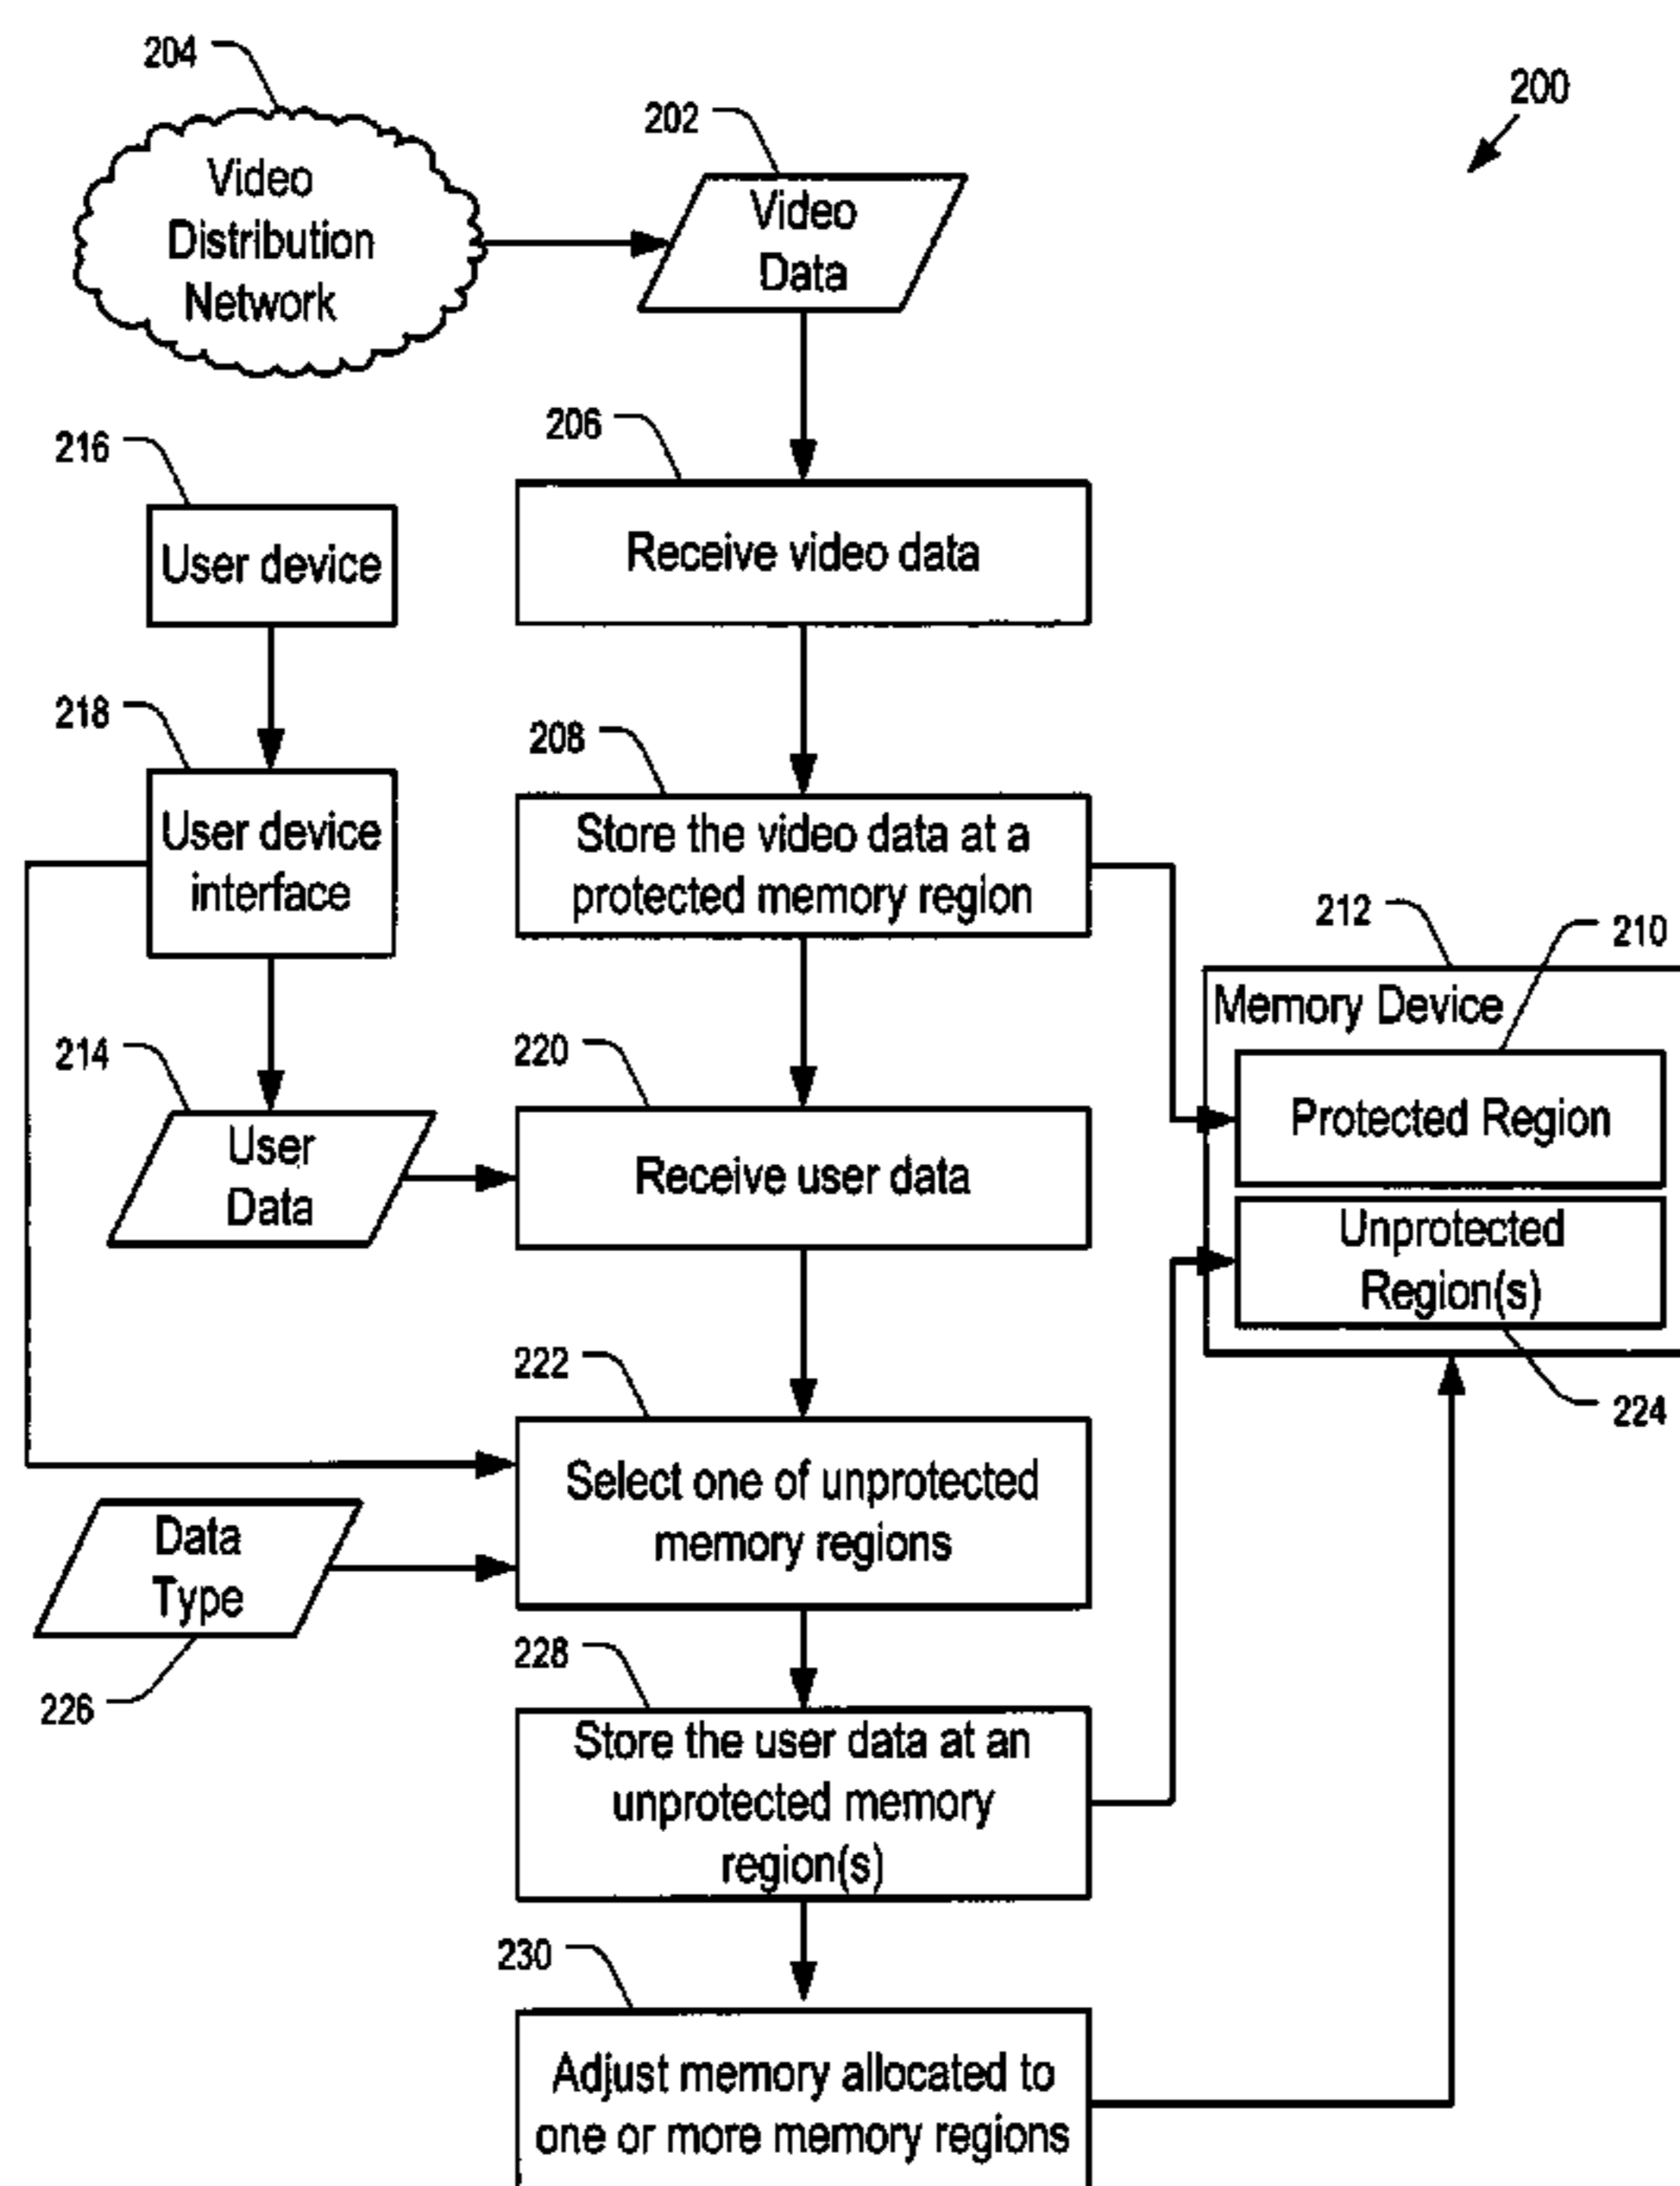 204
Video
Distribution
Network
202
Video
Data
200
206
Receive video data
216
User device
218
User device
interface
208
Store the video data at a
protected memory region
212
210
Memory Device
Protected Region
Unprotected
Region(s)
224
214
User
Data
220
Receive user data
222
Select one of unprotected
memory regions
Data
Type
226
228
Store the user data at an
unprotected memory
region(s)
230
Adjust memory allocated to
one or more memory regions